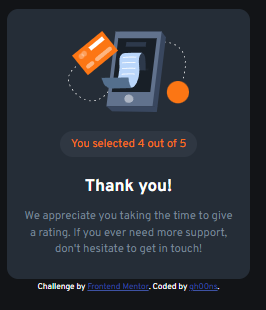 You selected 4 out of 5
Thank you!
We appreciate you taking the time to give
a rating. If you ever need more support,
don't hesitate to get in touch!
Challenge by Frontend Mentor. Coded by gh00ns.